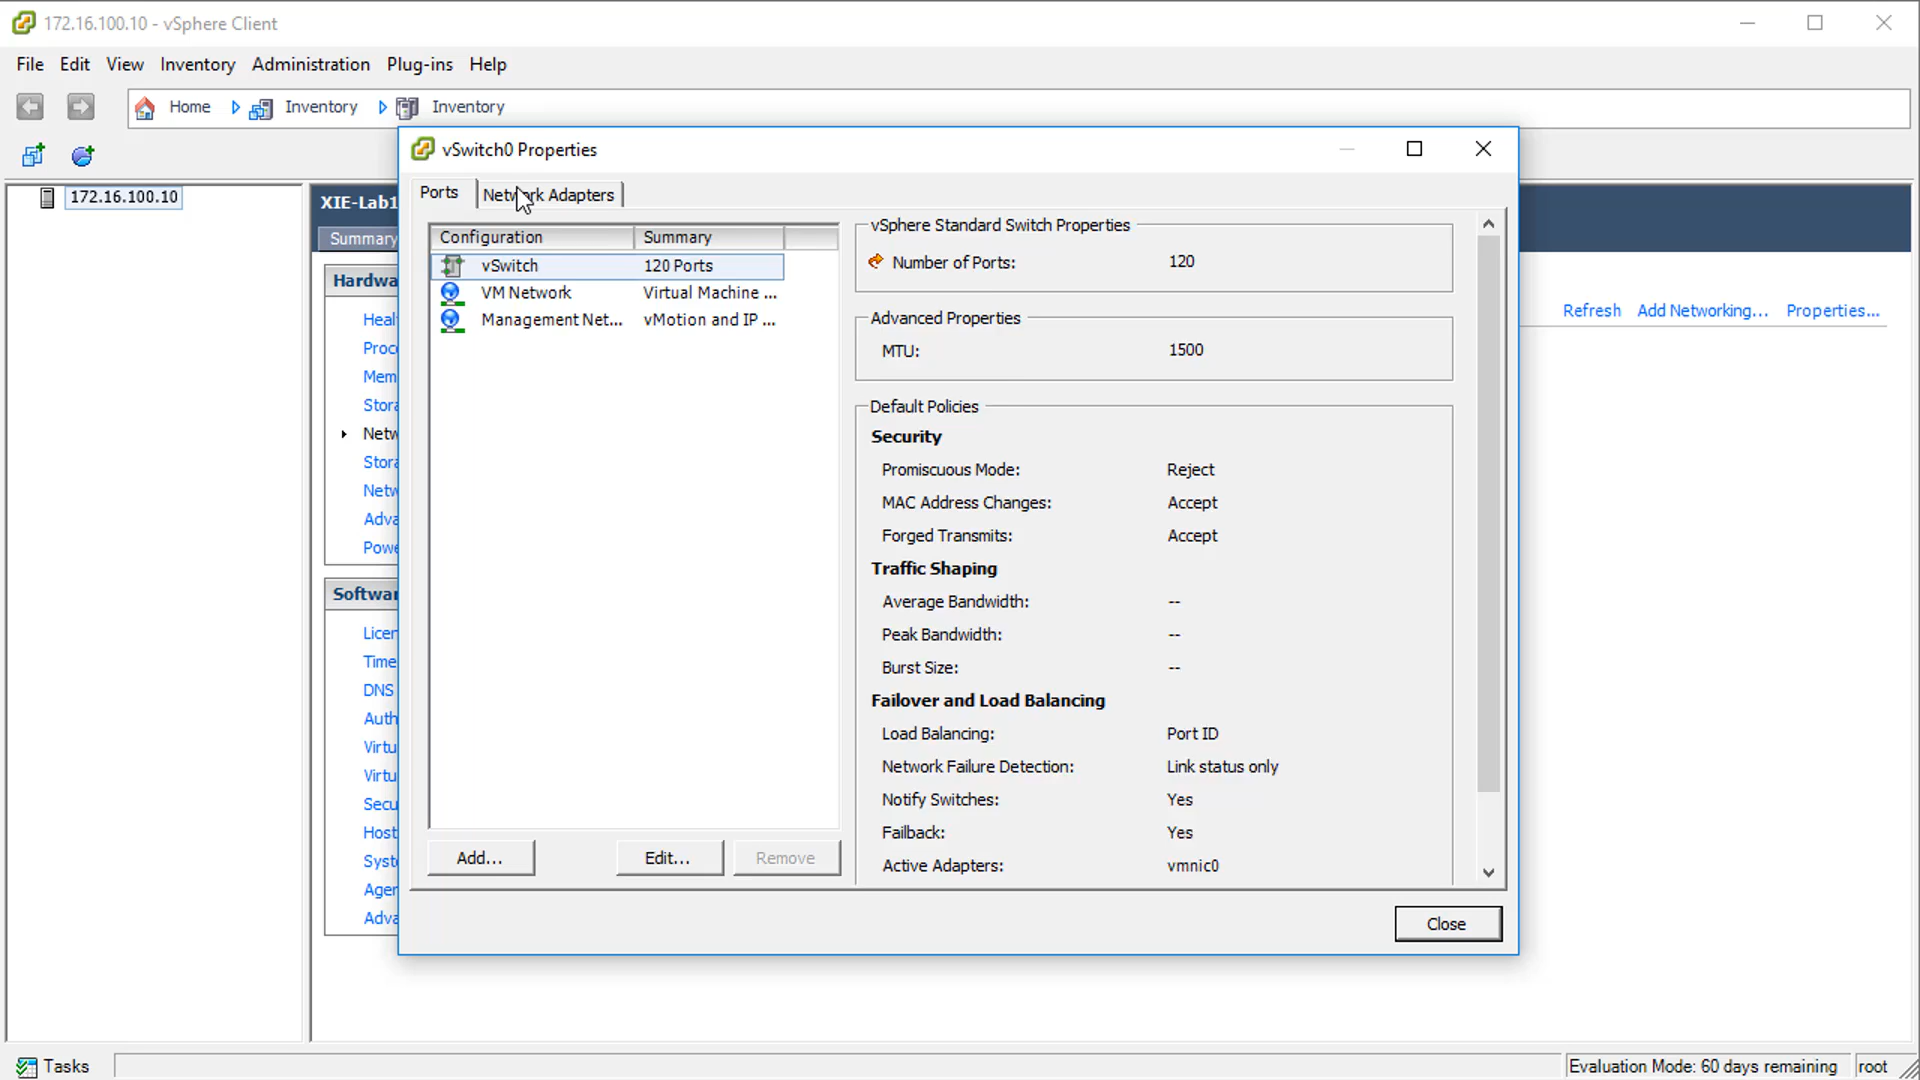 172.16.100.10 - vSphere Client
File Edit View Inventory Administration Plug-ins Help
Home Inventory Inventory
172.16.100.10
XIE-Lab1
Summary
Hardwa
Heal
Proc
Mem
Stora
Netw
Stora
Netw
Adva
Powe
Softwar
Licen
Time
DNS
Auth
Virtu
Virtu
Secu
Host
Syst
Agen
Adva
Refresh Add Networking... Properties...
vSwitch0 Properties
Ports Network Adapters
Configuration Summary
vSwitch 120 Ports
VM Network Virtual Machine ...
Management Net... vMotion and IP ...
Add... Edit... Remove
vSphere Standard Switch Properties
Number of Ports: 120
Advanced Properties
MTU: 1500
Default Policies
Security
Promiscuous Mode: Reject
MAC Address Changes: Accept
Forged Transmits: Accept
Traffic Shaping
Average Bandwidth: --
Peak Bandwidth: --
Burst Size: --
Failover and Load Balancing
Load Balancing: Port ID
Network Failure Detection: Link status only
Notify Switches: Yes
Failback: Yes
Active Adapters: vmnic0
Close
Tasks Evaluation Mode: 60 days remaining root